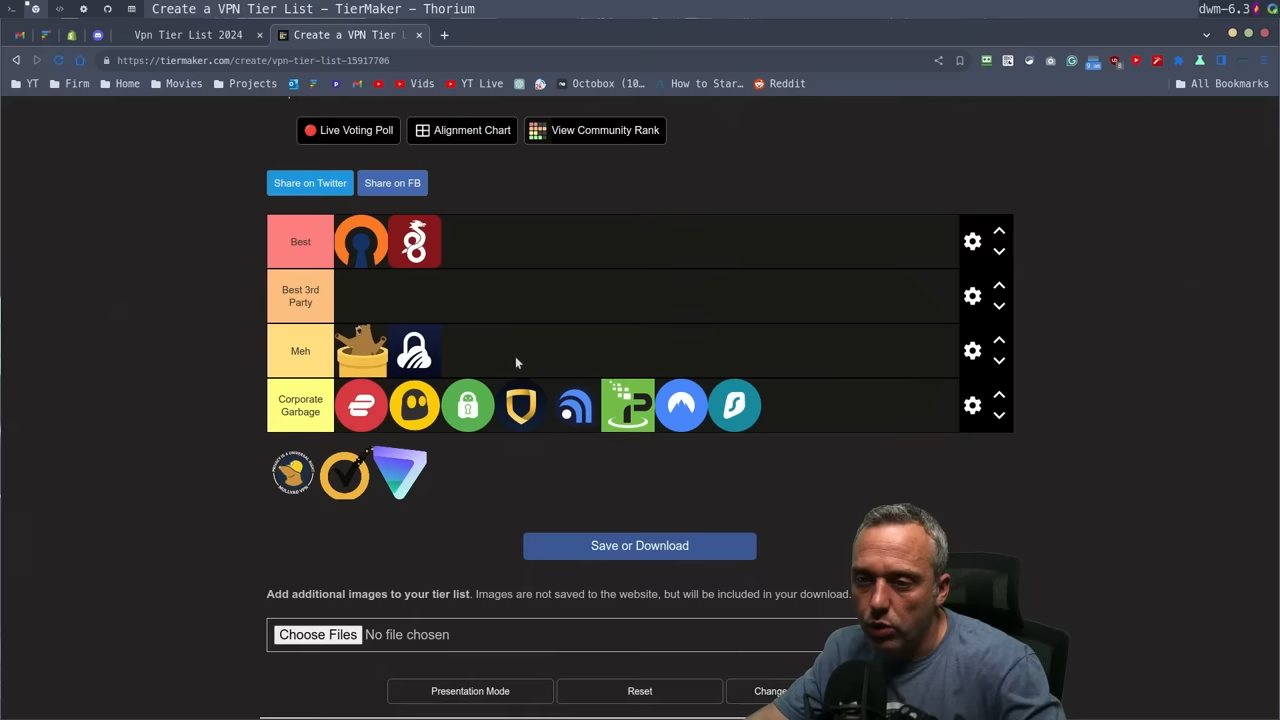 Create a VPN Tier List – TierMaker – Thorium
dwm-6.3
Vpn Tier List 2024
Create a VPN Tier L
https://tiermaker.com/create/vpn-tier-list-15917706
YT
Firm
Home
Movies
Projects
Vids
YT Live
Octobox (10…
How to Star…
Reddit
All Bookmarks
Live Voting Poll
Alignment Chart
View Community Rank
Share on Twitter
Share on FB
Best
Best 3rd
Party
Meh
Corporate
Garbage
Save or Download
Add additional images to your tier list. Images are not saved to the website, but will be included in your download.
Choose Files No file chosen
Presentation Mode
Reset
Change